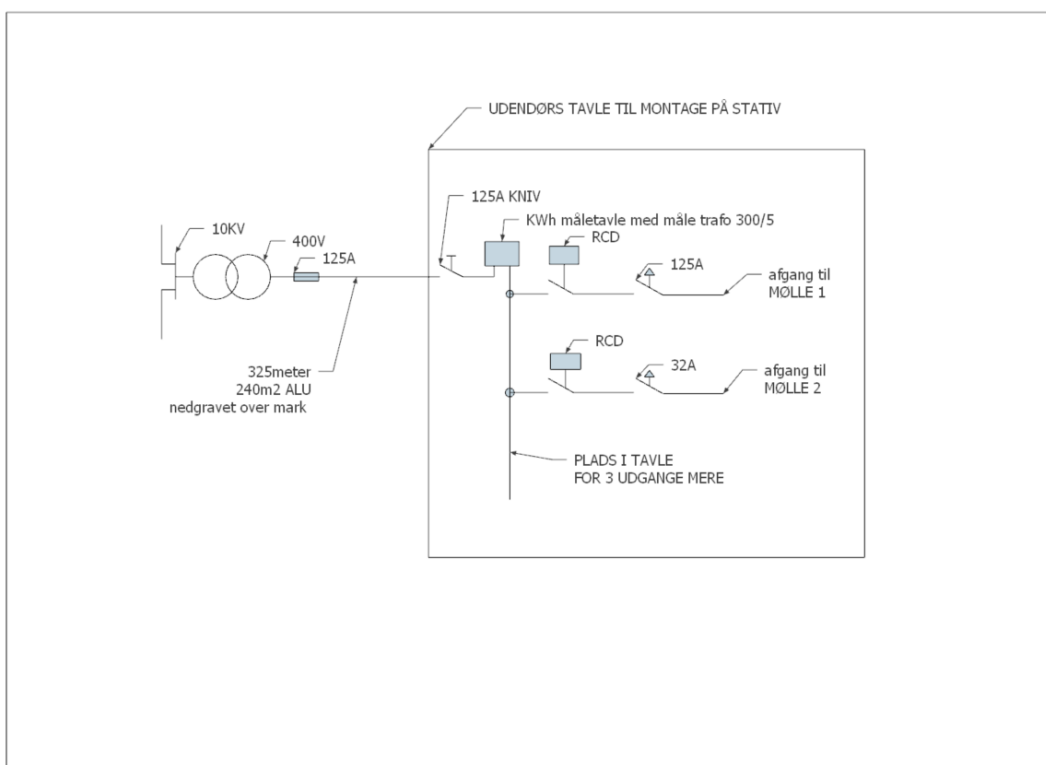 UDENDØRS TAVLE TIL MONTAGE PÅ STATIV
125A KNIV
KWh måletavle med måle trafo 300/5
10KV
400V
125A
RCD
125A
afgang til
MØLLE 1
RCD
32A
afgang til
MØLLE 2
325meter
240m2 ALU
nedgravet over mark
PLADS I TAVLE
FOR 3 UDGANGE MERE